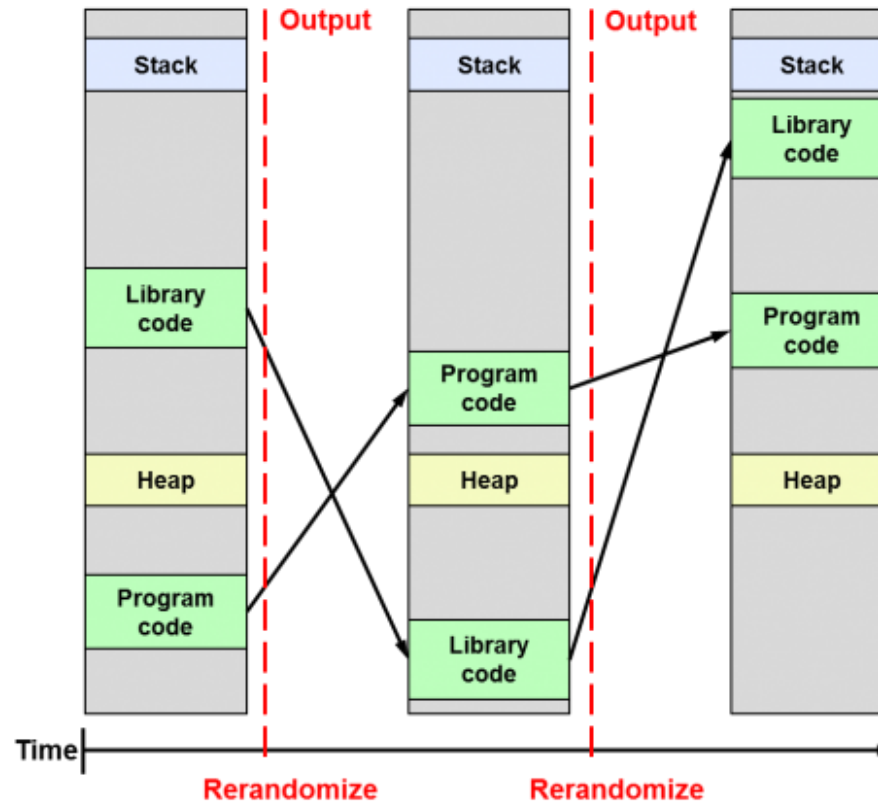 Output
Output
Stack
Stack
Stack
Library
code
Library
code
Program
code
Program
code
Heap
Heap
Heap
Program
code
Library
code
Time
Rerandomize
Rerandomize